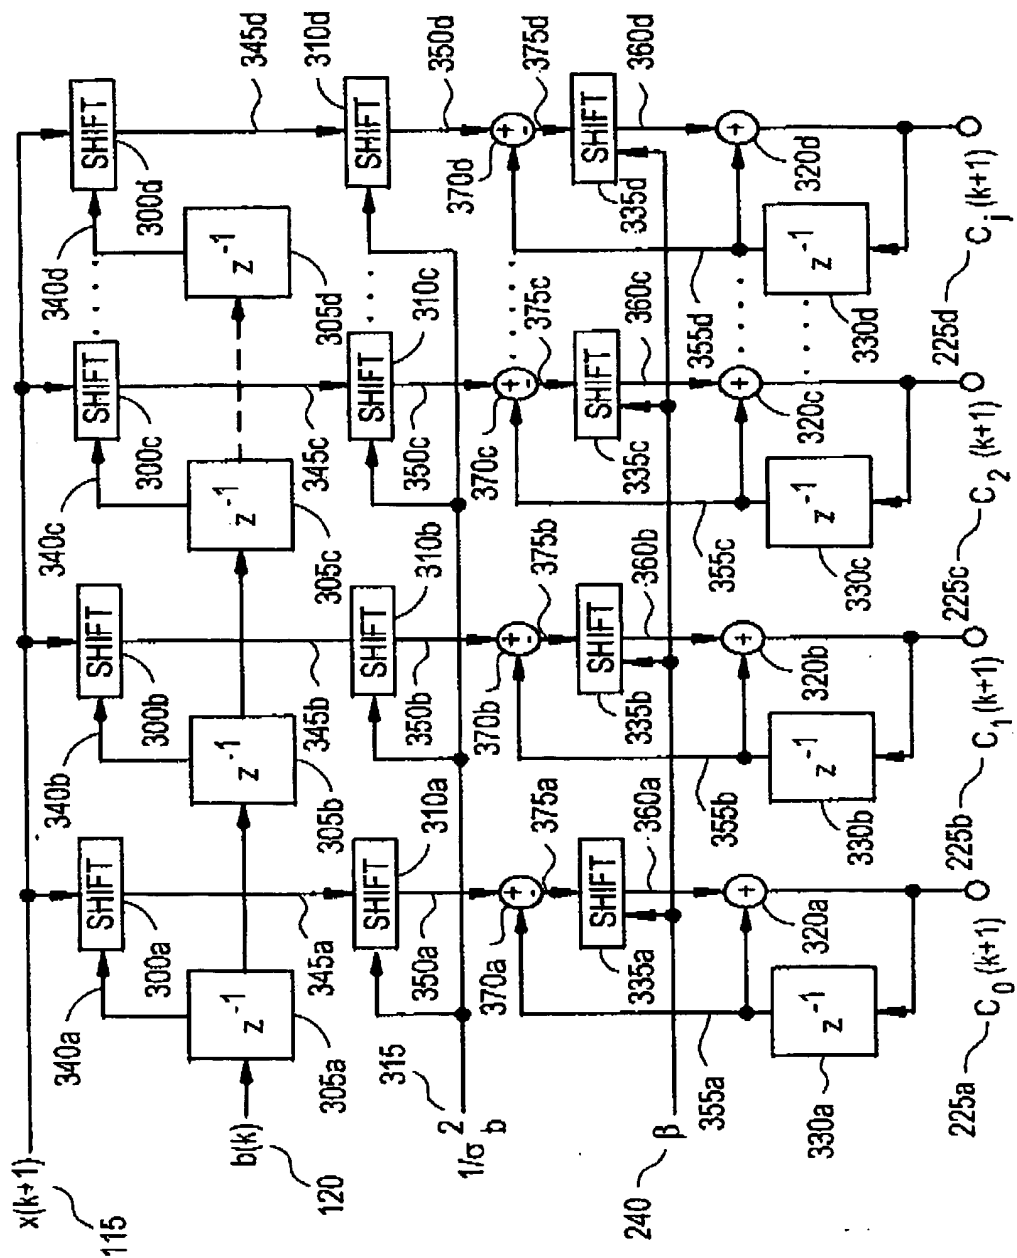 x(k+1)
115
340a
SHIFT
300a
340b
SHIFT
300b
340c
SHIFT
300c
340d
SHIFT
300d
b(k)
120
z⁻¹
305a
345a
z⁻¹
305b
345b
z⁻¹
305c
345c
z⁻¹
305d
345d
1/σ_b²
315
SHIFT
310a
350a
SHIFT
310b
350b
SHIFT
310c
350c
SHIFT
310d
350d
+ -
370a
375a
+ -
370b
375b
+ -
370c
375c
+ -
370d
375d
240
β
SHIFT
335a
360a
SHIFT
335b
360b
SHIFT
335c
360c
SHIFT
335d
360d
355a
+
320a
355b
+
320b
355c
+
320c
355d
+
320d
z⁻¹
330a
z⁻¹
330b
z⁻¹
330c
z⁻¹
330d
225a
C₀(k+1)
225b
C₁(k+1)
225c
C₂(k+1)
225d
Cⱼ(k+1)